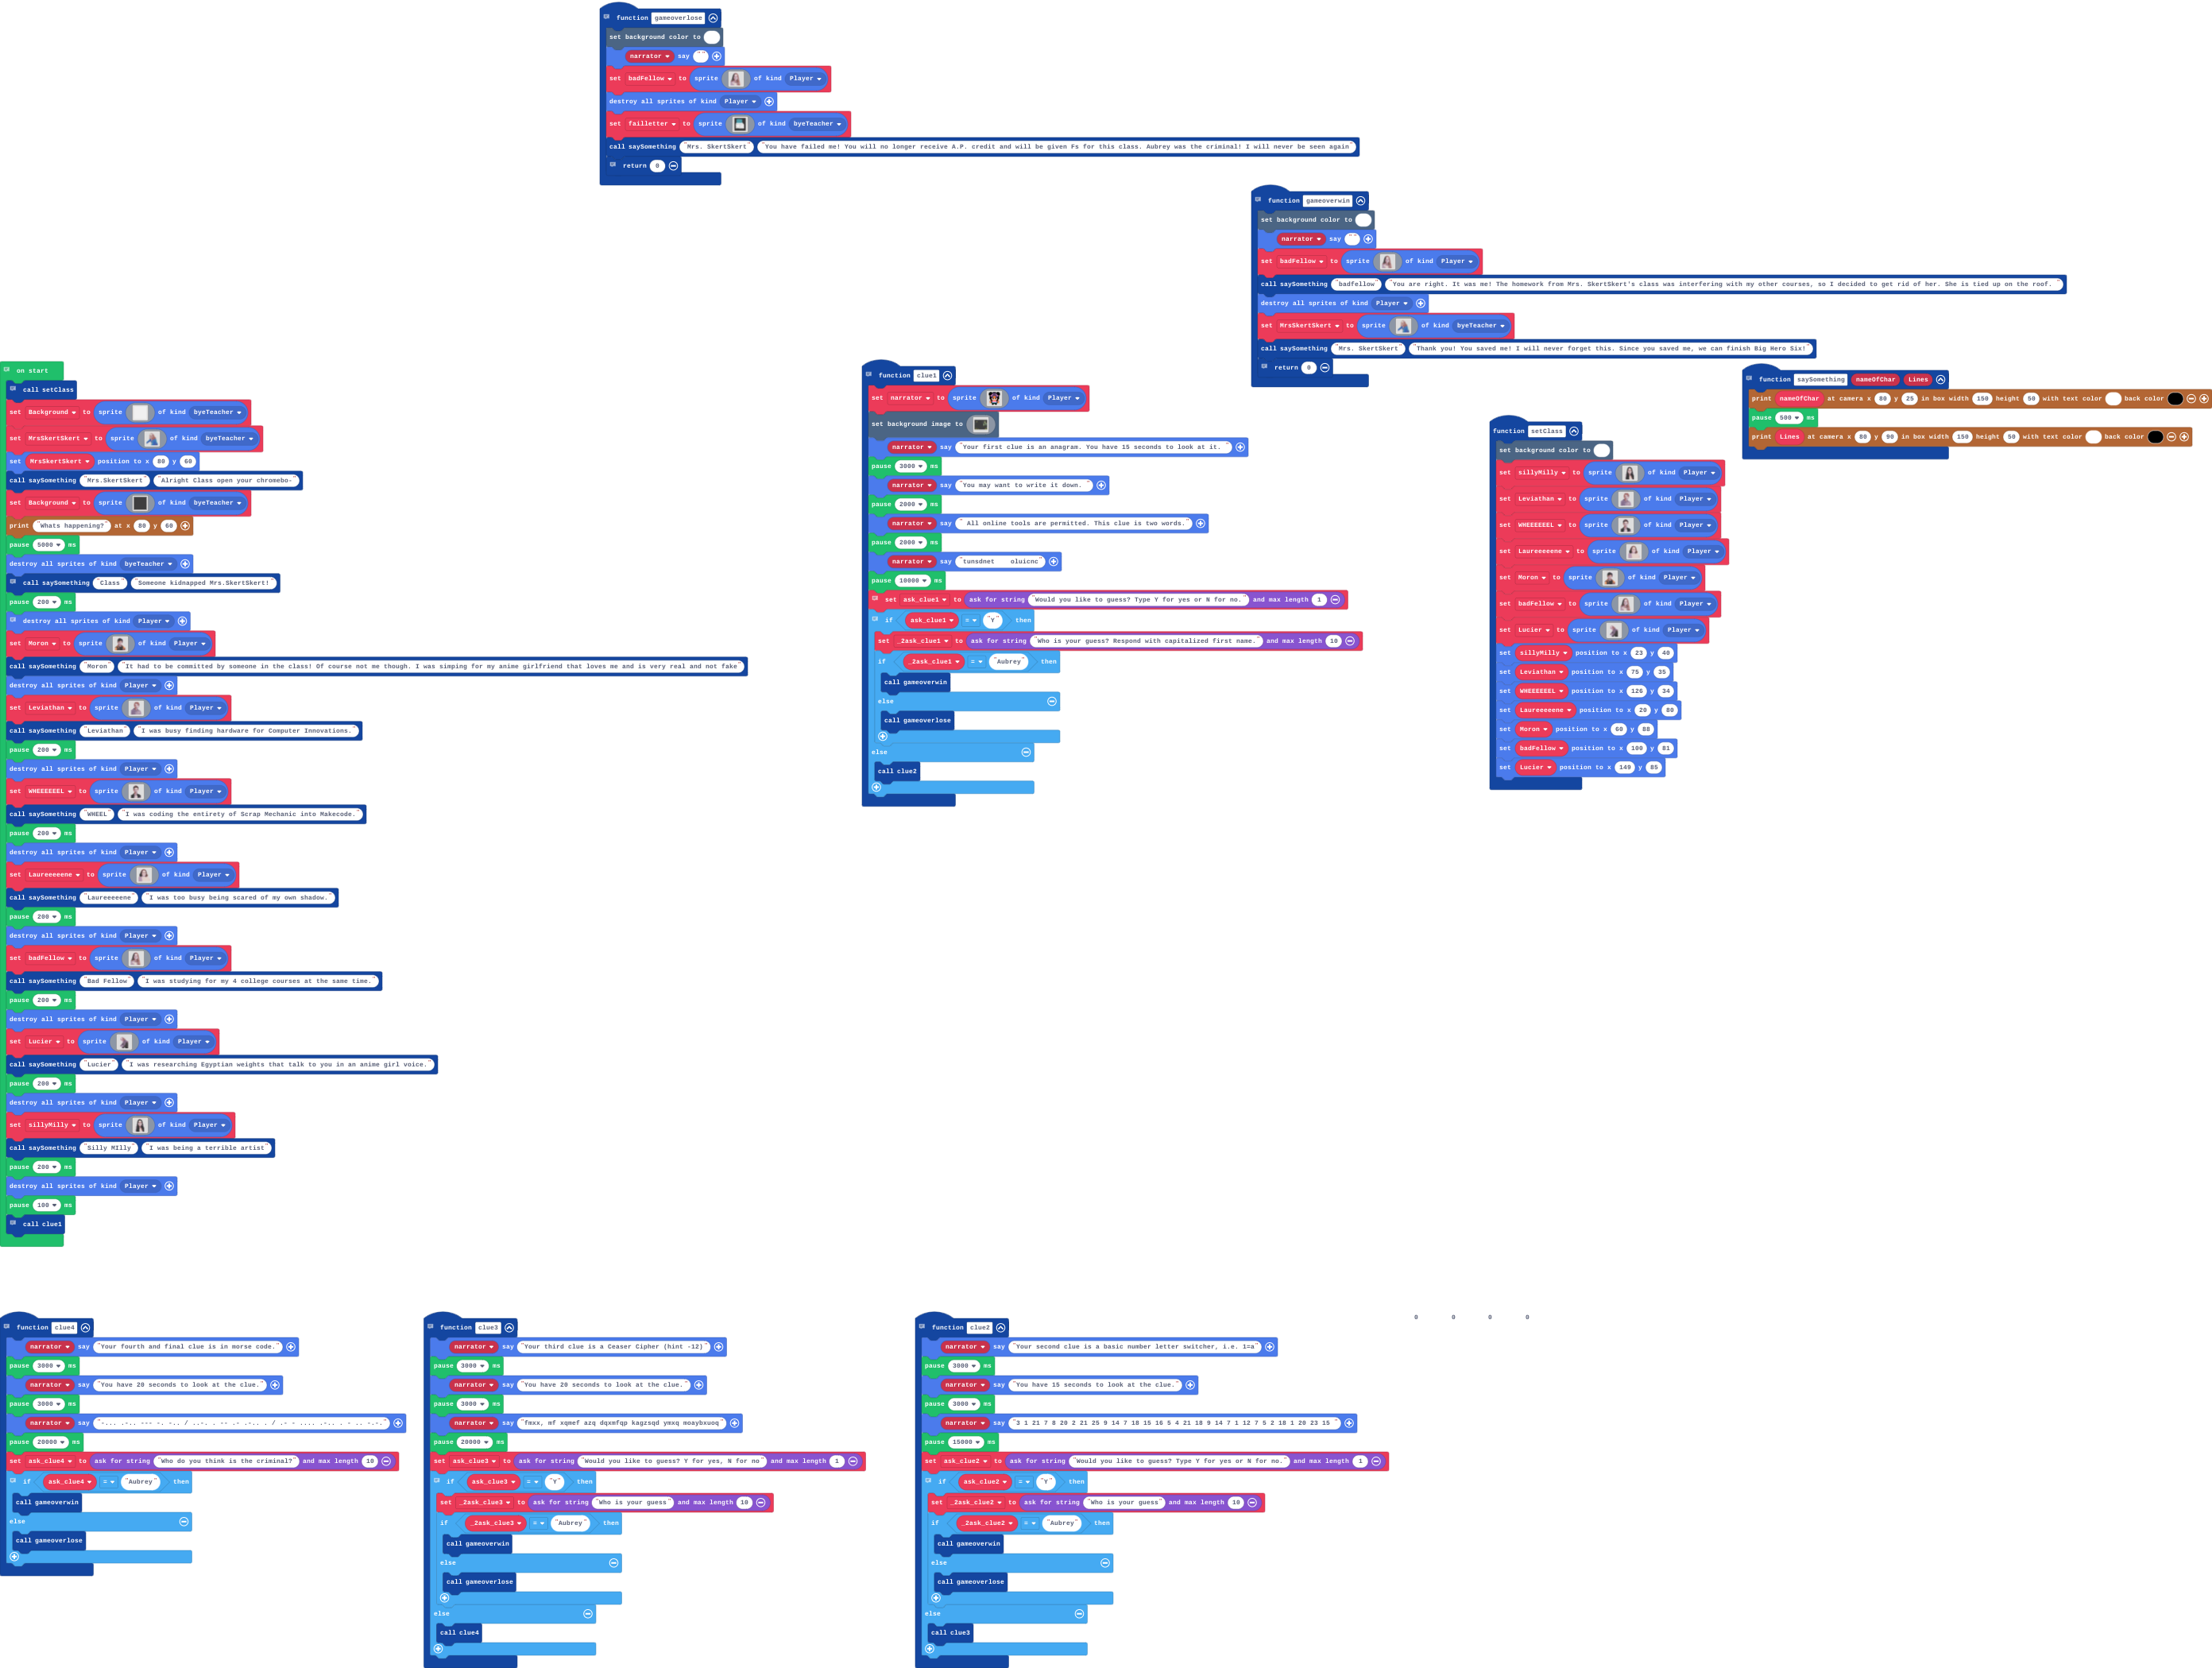 function gameoverlose
set background color to
narrator say " "
set badFellow to sprite of kind Player
destroy all sprites of kind Player
set failletter to sprite of kind byeTeacher
call saySomething "Mrs. SkertSkert" "You have failed me! You will no longer receive A.P. credit and will be given Fs for this class. Aubrey was the criminal! I will never be seen again"
return 0
function gameoverwin
set background color to
narrator say " "
set badFellow to sprite of kind Player
call saySomething "badfellow" "You are right. It was me! The homework from Mrs. SkertSkert's class was interfering with my other courses, so I decided to get rid of her. She is tied up on the roof. "
destroy all sprites of kind Player
set MrsSkertSkert to sprite of kind byeTeacher
call saySomething "Mrs. SkertSkert" "Thank you! You saved me! I will never forget this. Since you saved me, we can finish Big Hero Six!"
return 0
on start
call setClass
set Background to sprite of kind byeTeacher
set MrsSkertSkert to sprite of kind byeTeacher
set MrsSkertSkert position to x 80 y 60
call saySomething "Mrs.SkertSkert" "Alright Class open your chromebo-"
set Background to sprite of kind byeTeacher
print "Whats happening?" at x 80 y 60
pause 5000 ms
destroy all sprites of kind byeTeacher
call saySomething "Class" "Someone kidnapped Mrs.SkertSkert!"
pause 200 ms
destroy all sprites of kind Player
set Moron to sprite of kind Player
call saySomething "Moron" "It had to be committed by someone in the class! Of course not me though. I was simping for my anime girlfriend that loves me and is very real and not fake"
destroy all sprites of kind Player
set Leviathan to sprite of kind Player
call saySomething "Leviathan" "I was busy finding hardware for Computer Innovations."
pause 200 ms
destroy all sprites of kind Player
set WHEEEEEEL to sprite of kind Player
call saySomething "WHEEL" "I was coding the entirety of Scrap Mechanic into Makecode. "
pause 200 ms
destroy all sprites of kind Player
set Laureeeeene to sprite of kind Player
call saySomething "Laureeeeene" "I was too busy being scared of my own shadow. "
pause 200 ms
destroy all sprites of kind Player
set badFellow to sprite of kind Player
call saySomething "Bad Fellow" "I was studying for my 4 college courses at the same time."
pause 200 ms
destroy all sprites of kind Player
set Lucier to sprite of kind Player
call saySomething "Lucier" "I was researching Egyptian weights that talk to you in an anime girl voice."
pause 200 ms
destroy all sprites of kind Player
set sillyMilly to sprite of kind Player
call saySomething "Silly MIlly" "I was being a terrible artist"
pause 200 ms
destroy all sprites of kind Player
pause 100 ms
call clue1
function clue1
set narrator to sprite of kind Player
set background image to
narrator say "Your first clue is an anagram. You have 15 seconds to look at it. "
pause 3000 ms
narrator say "You may want to write it down. "
pause 2000 ms
narrator say " All online tools are permitted. This clue is two words."
pause 2000 ms
narrator say "tunsdnet    oluicnc"
pause 10000 ms
set ask_clue1 to ask for string "Would you like to guess? Type Y for yes or N for no." and max length 1
if ask_clue1 = "Y" then
set _2ask_clue1 to ask for string "Who is your guess? Respond with capitalized first name." and max length 10
if _2ask_clue1 = "Aubrey" then
call gameoverwin
else
call gameoverlose
else
call clue2
function setClass
set background color to
set sillyMilly to sprite of kind Player
set Leviathan to sprite of kind Player
set WHEEEEEEL to sprite of kind Player
set Laureeeeene to sprite of kind Player
set Moron to sprite of kind Player
set badFellow to sprite of kind Player
set Lucier to sprite of kind Player
set sillyMilly position to x 23 y 40
set Leviathan position to x 75 y 35
set WHEEEEEEL position to x 126 y 34
set Laureeeeene position to x 20 y 80
set Moron position to x 60 y 88
set badFellow position to x 100 y 81
set Lucier position to x 149 y 85
function saySomething nameOfChar Lines
print nameOfChar at camera x 80 y 25 in box width 150 height 50 with text color back color
pause 500 ms
print Lines at camera x 80 y 90 in box width 150 height 50 with text color back color
function clue4
narrator say "Your fourth and final clue is in morse code."
pause 3000 ms
narrator say "You have 20 seconds to look at the clue."
pause 3000 ms
narrator say
pause 20000 ms
set ask_clue4 to ask for string "Who do you think is the criminal?" and max length 10
if ask_clue4 = "Aubrey" then
call gameoverwin
else
call gameoverlose
function clue3
narrator say "Your third clue is a Ceaser Cipher (hint -12)"
pause 3000 ms
narrator say "You have 20 seconds to look at the clue."
pause 3000 ms
narrator say "fmxx, mf xqmef azq dqxmfqp kagzsqd ymxq moaybxuoq"
pause 20000 ms
set ask_clue3 to ask for string "Would you like to guess? Y for yes, N for no" and max length 1
if ask_clue3 = "Y" then
set _2ask_clue3 to ask for string "Who is your guess" and max length 10
if _2ask_clue3 = "Aubrey" then
call gameoverwin
else
call gameoverlose
else
call clue4
function clue2
narrator say "Your second clue is a basic number letter switcher, i.e. 1=a"
pause 3000 ms
narrator say "You have 15 seconds to look at the clue."
pause 3000 ms
narrator say "3 1 21 7 8 20 2 21 25 9 14 7 18 15 16 5 4 21 18 9 14 7 1 12 7 5 2 18 1 20 23 15 "
pause 15000 ms
set ask_clue2 to ask for string "Would you like to guess? Type Y for yes or N for no." and max length 1
if ask_clue2 = "Y" then
set _2ask_clue2 to ask for string "Who is your guess" and max length 10
if _2ask_clue2 = "Aubrey" then
call gameoverwin
else
call gameoverlose
else
call clue3
0 0 0 0